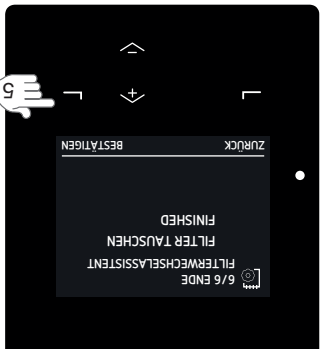 6/6 ENDE
FILTERWECHSELASSISTENT
FILTER TAUSCHEN
FINISHED
ZURÜCK BESTÄTIGEN
+
–
5